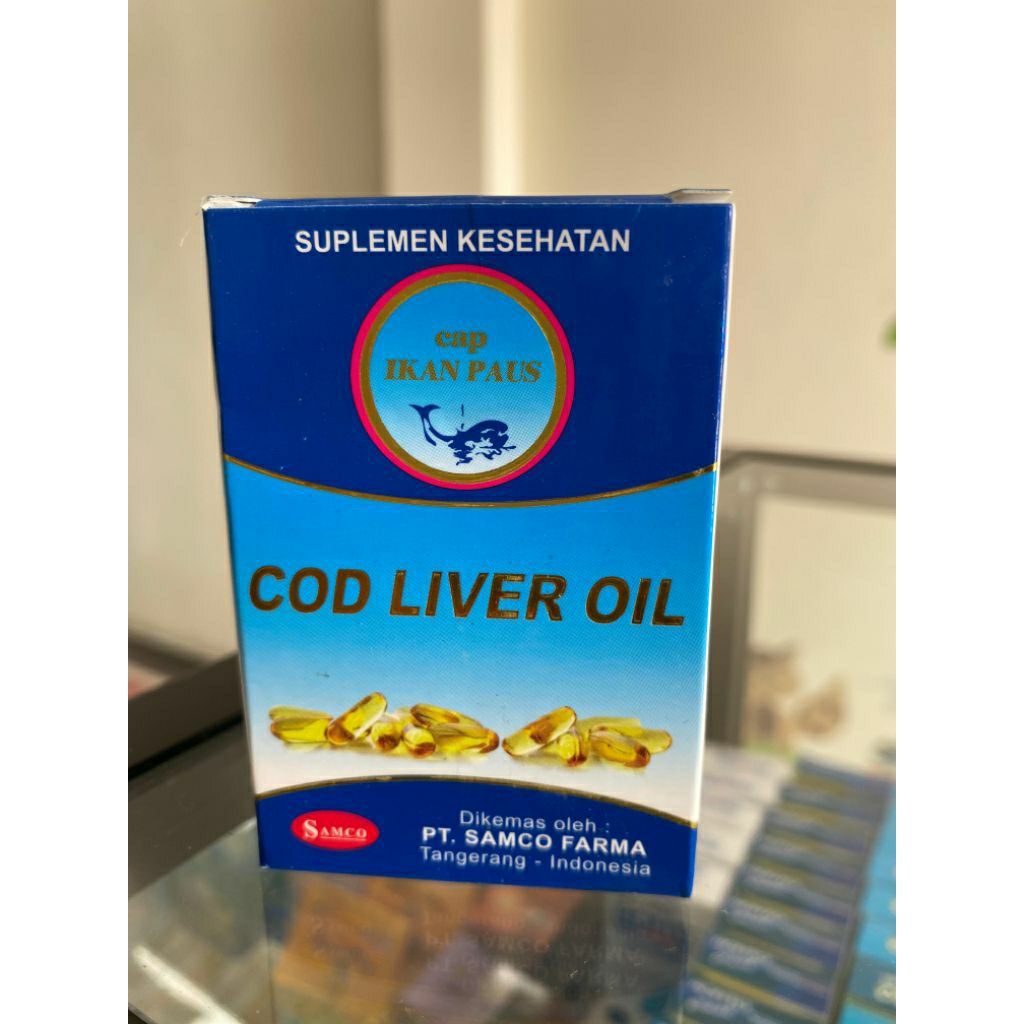 SUPLEMEN KESEHATAN
cap
IKAN PAUS
COD LIVER OIL
SAMCO
Dikemas oleh :
PT. SAMCO FARMA
Tangerang - Indonesia